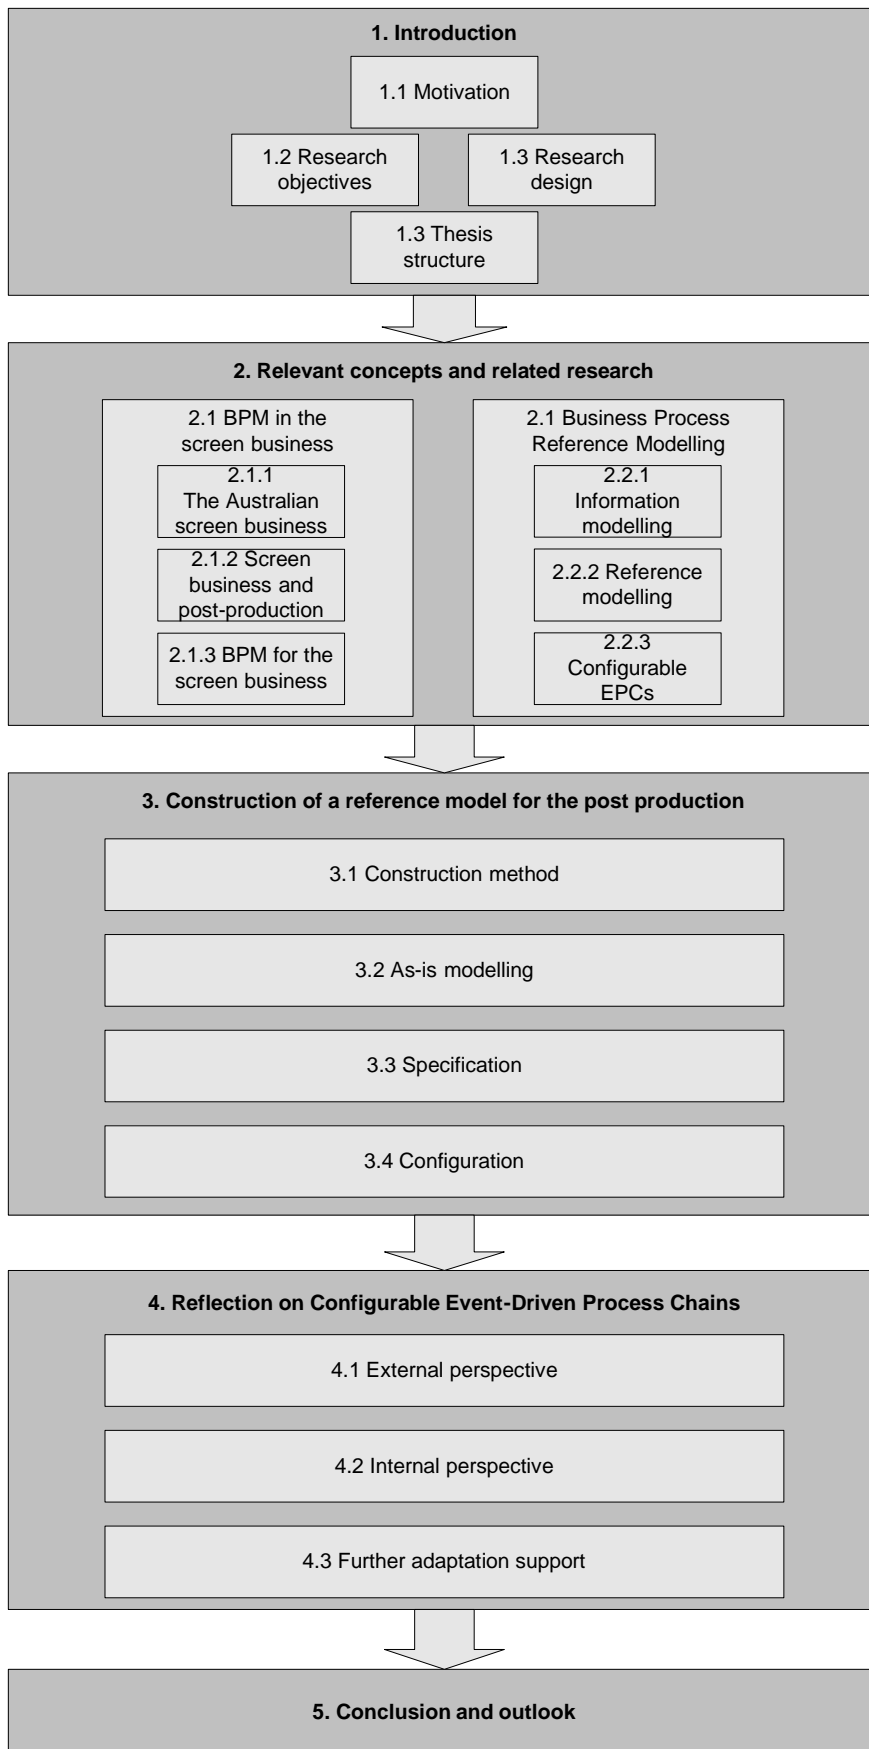 1. Introduction
1.1 Motivation
1.2 Research
objectives
1.3 Research
design
1.3 Thesis
structure
2. Relevant concepts and related research
2.1 BPM in the
screen business
2.1.1
The Australian
screen business
2.1.2 Screen
business and
post-production
2.1.3 BPM for the
screen business
2.1 Business Process
Reference Modelling
2.2.1
Information
modelling
2.2.2 Reference
modelling
2.2.3
Configurable
EPCs
3. Construction of a reference model for the post production
3.1 Construction method
3.2 As-is modelling
3.3 Specification
3.4 Configuration
4. Reflection on Configurable Event-Driven Process Chains
4.1 External perspective
4.2 Internal perspective
4.3 Further adaptation support
5. Conclusion and outlook